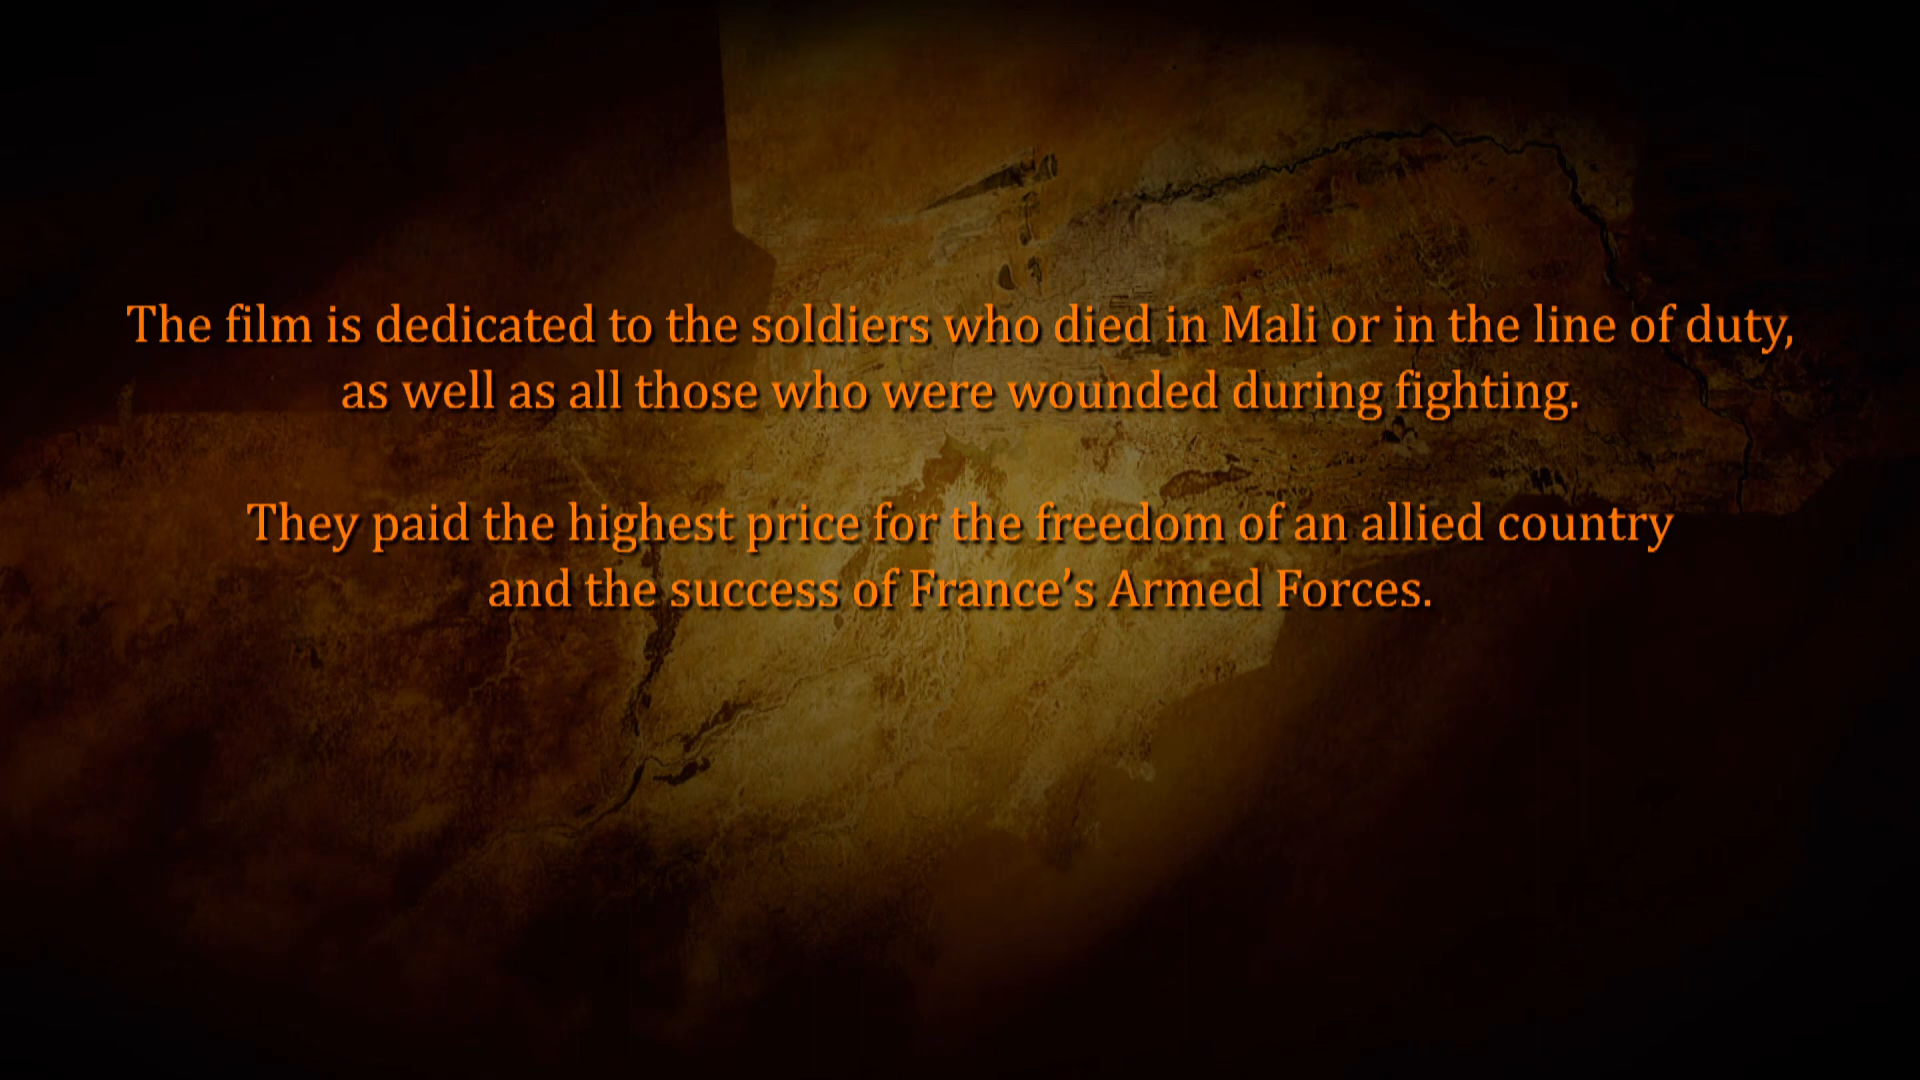 The film is dedicated to the soldiers who died in Mali or in the line of duty,
as well as all those who were wounded during fighting.
They paid the highest price for the freedom of an allied country
and the success of France’s Armed Forces.